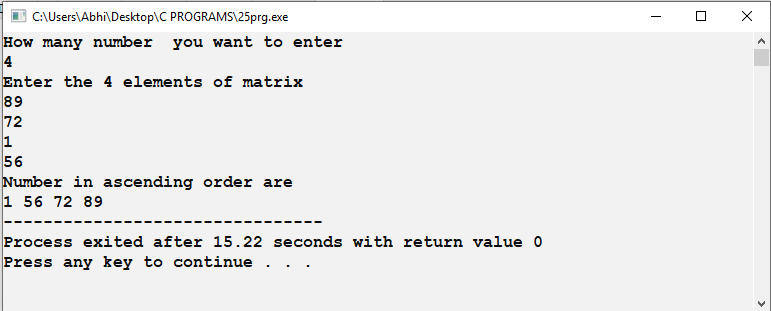 C:\Users\Abhi\Desktop\C PROGRAMS\25prg.exe
How many number  you want to enter
4
Enter the 4 elements of matrix
89
72
1
56
Number in ascending order are
1 56 72 89
--------------------------------
Process exited after 15.22 seconds with return value 0
Press any key to continue . . .